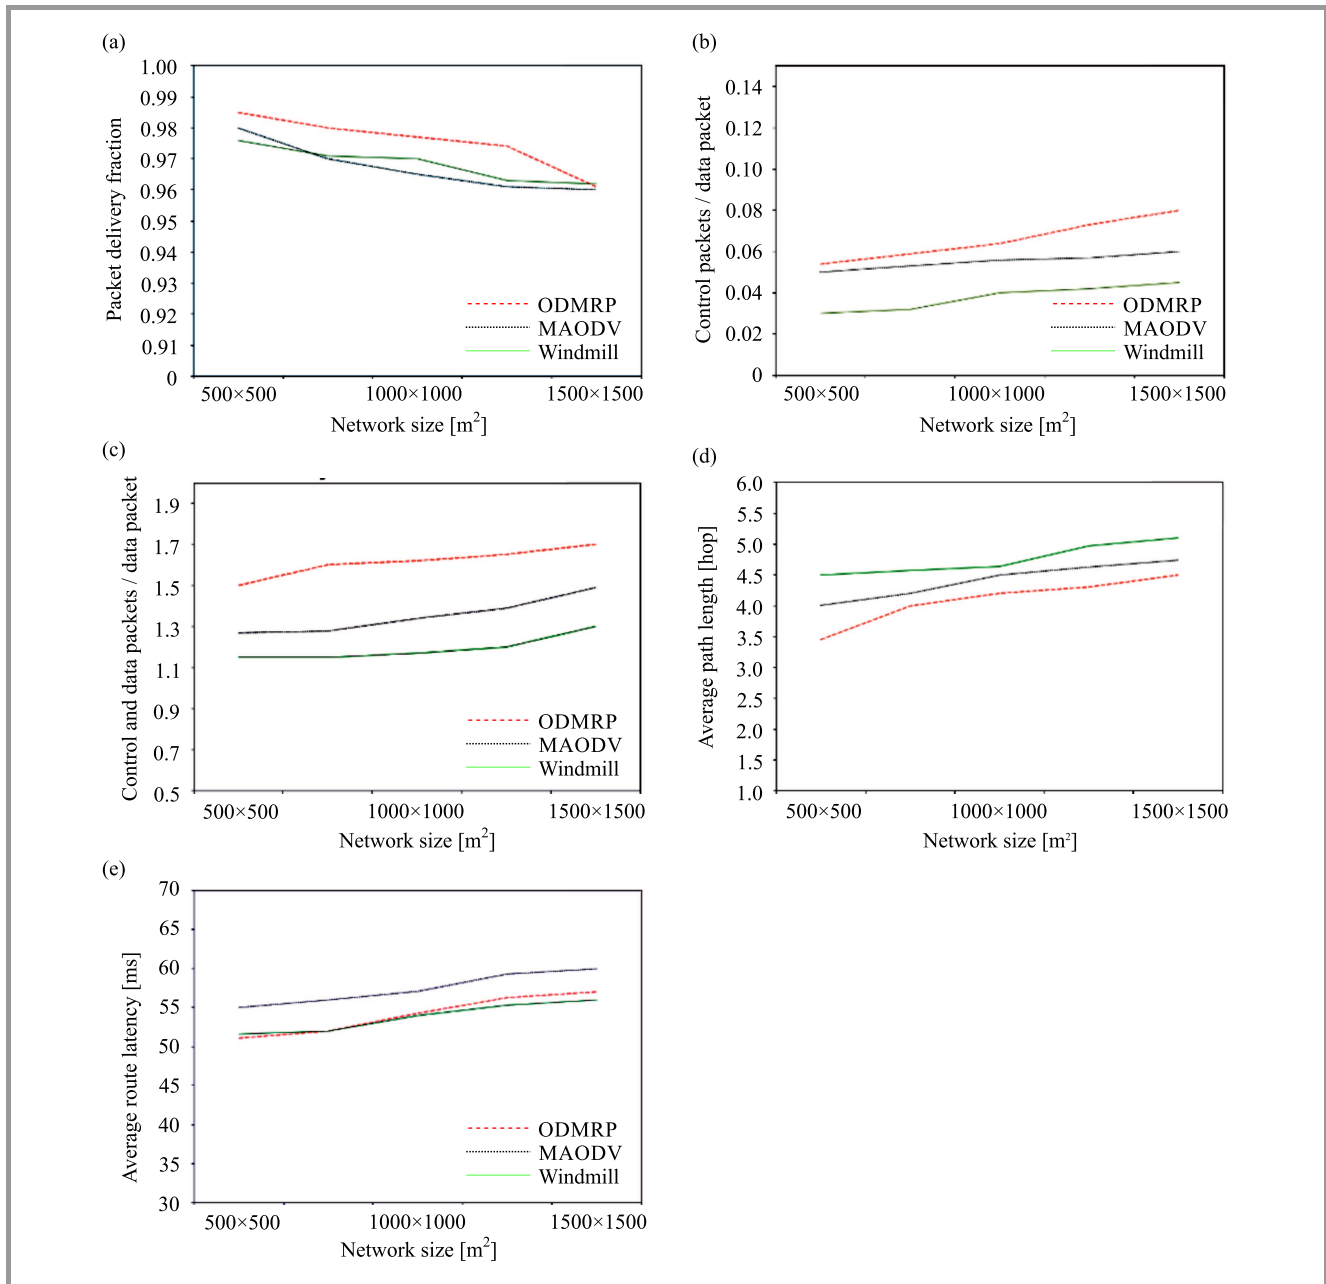 (a)
1.00
0.99
0.98
0.97
0.96
0.95
0.94
0.93
0.92
0.91
0
Packet delivery fraction
ODMRP
MAODV
Windmill
500×500 1000×1000 1500×1500
Network size [m²]
(b)
0.14
0.12
0.10
0.08
0.06
0.04
0.02
0
Control packets / data packet
ODMRP
MAODV
Windmill
500×500 1000×1000 1500×1500
Network size [m²]
(c)
1.9
1.7
1.5
1.3
1.1
0.9
0.7
0.5
Control and data packets / data packet
ODMRP
MAODV
Windmill
500×500 1000×1000 1500×1500
Network size [m²]
(d)
6.0
5.5
5.0
4.5
4.0
3.5
3.0
2.5
2.0
1.5
1.0
Average path length [hop]
500×500 1000×1000 1500×1500
Network size [m²]
(e)
70
65
60
55
50
45
40
35
30
Average route latency [ms]
ODMRP
MAODV
Windmill
500×500 1000×1000 1500×1500
Network size [m²]